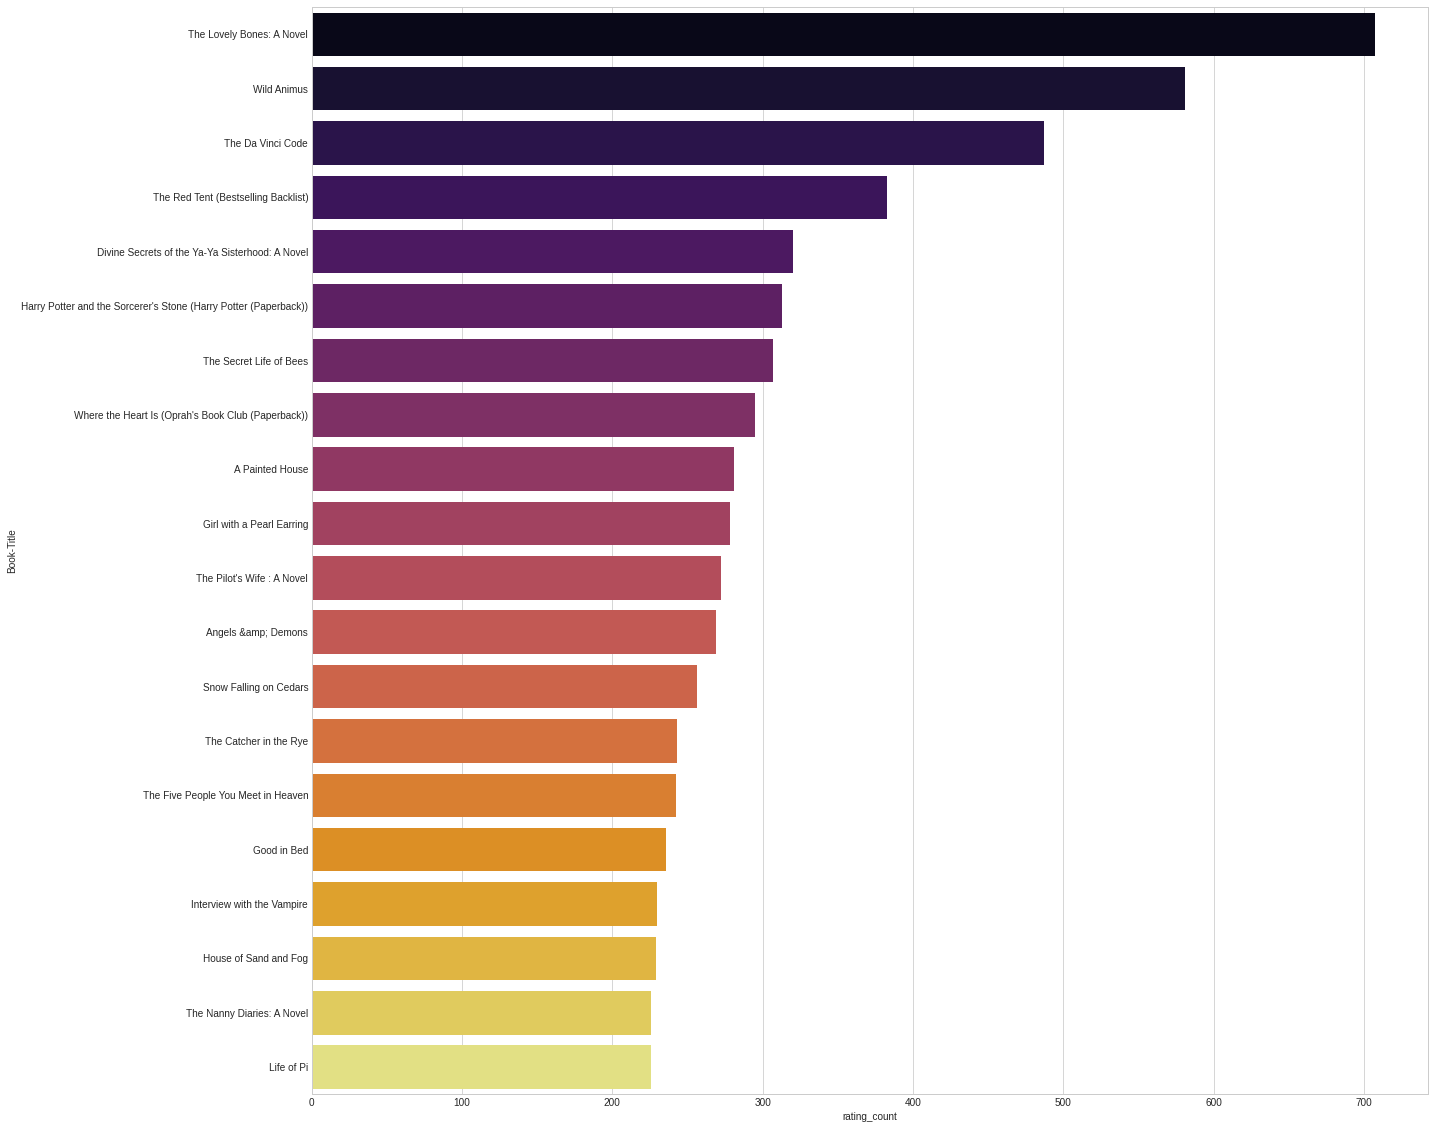 The Lovely Bones: A Novel
Wild Animus
The Da Vinci Code
The Red Tent (Bestselling Backlist)
Divine Secrets of the Ya-Ya Sisterhood: A Novel
Harry Potter and the Sorcerer's Stone (Harry Potter (Paperback))
The Secret Life of Bees
Where the Heart Is (Oprah's Book Club (Paperback))
A Painted House
Girl with a Pearl Earring
The Pilot's Wife : A Novel
Angels &amp; Demons
Snow Falling on Cedars
The Catcher in the Rye
The Five People You Meet in Heaven
Good in Bed
Interview with the Vampire
House of Sand and Fog
The Nanny Diaries: A Novel
Life of Pi
Book-Title
0 100 200 300 400 500 600 700
rating_count